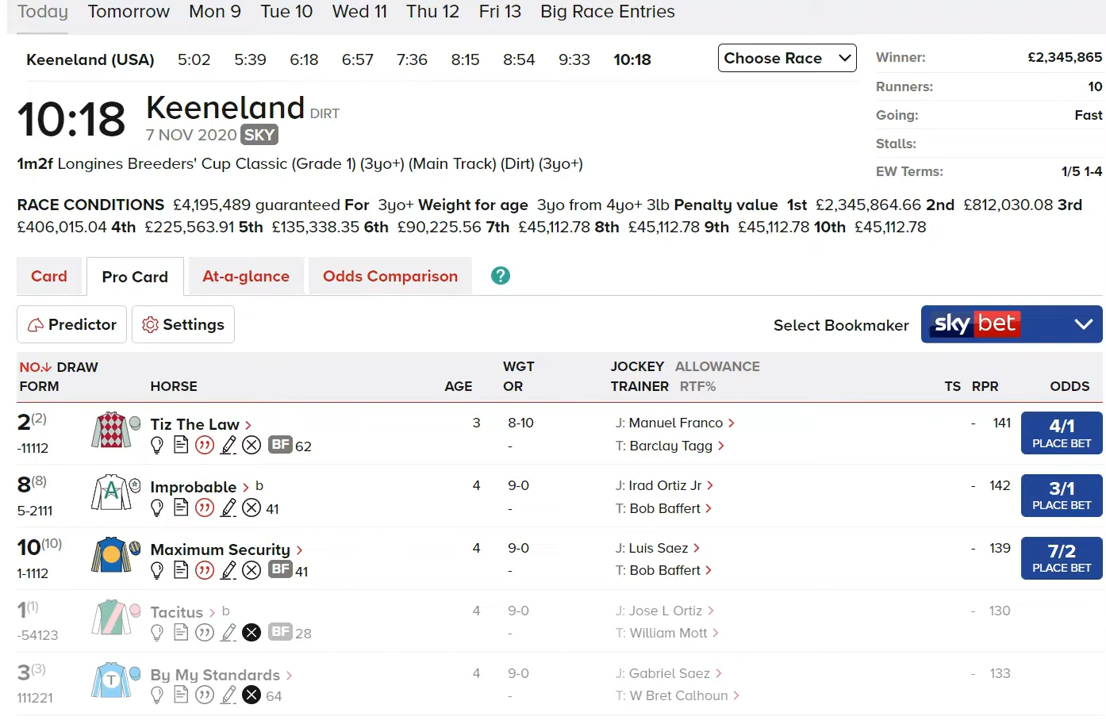 Today Tomorrow Mon 9 Tue 10 Wed 11 Thu 12 Fri 13 Big Race Entries
Keeneland (USA) 5:02 5:39 6:18 6:57 7:36 8:15 8:54 9:33 10:18 Choose Race
Winner: £2,345,865
Runners: 10
Going: Fast
Stalls:
EW Terms: 1/5 1-4
10:18 Keeneland DIRT
7 NOV 2020 SKY
1m2f Longines Breeders' Cup Classic (Grade 1) (3yo+) (Main Track) (Dirt) (3yo+)
RACE CONDITIONS £4,195,489 guaranteed For 3yo+ Weight for age 3yo from 4yo+ 3lb Penalty value 1st £2,345,864.66 2nd £812,030.08 3rd
£406,015.04 4th £225,563.91 5th £135,338.35 6th £90,225.56 7th £45,112.78 8th £45,112.78 9th £45,112.78 10th £45,112.78
Card Pro Card At-a-glance Odds Comparison ?
Predictor Settings Select Bookmaker sky bet
NO.↓ DRAW WGT JOCKEY ALLOWANCE
FORM HORSE AGE OR TRAINER RTF% TS RPR ODDS
2(2) Tiz The Law > 3 8-10 J: Manuel Franco > - 141 4/1
-11112 BF 62 - T: Barclay Tagg > PLACE BET
8(8) Improbable > b 4 9-0 J: Irad Ortiz Jr > - 142 3/1
5-2111 41 - T: Bob Baffert > PLACE BET
10(10) Maximum Security > 4 9-0 J: Luis Saez > - 139 7/2
1-1112 BF 41 - T: Bob Baffert > PLACE BET
1(1) Tacitus > b 4 9-0 J: Jose L Ortiz > - 130
-54123 BF 28 - T: William Mott >
3(3) T By My Standards > 4 9-0 J: Gabriel Saez > - 133
111221 64 - T: W Bret Calhoun >